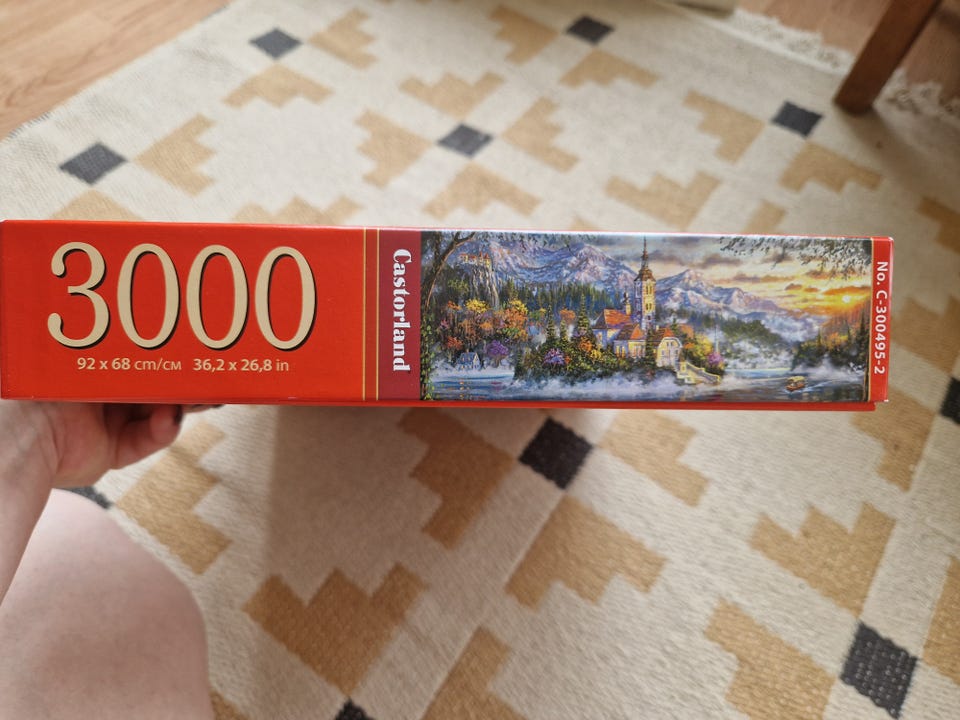 3000
92 x 68 cm/см 36,2 x 26,8 in
Castorland
No. C-300495-2